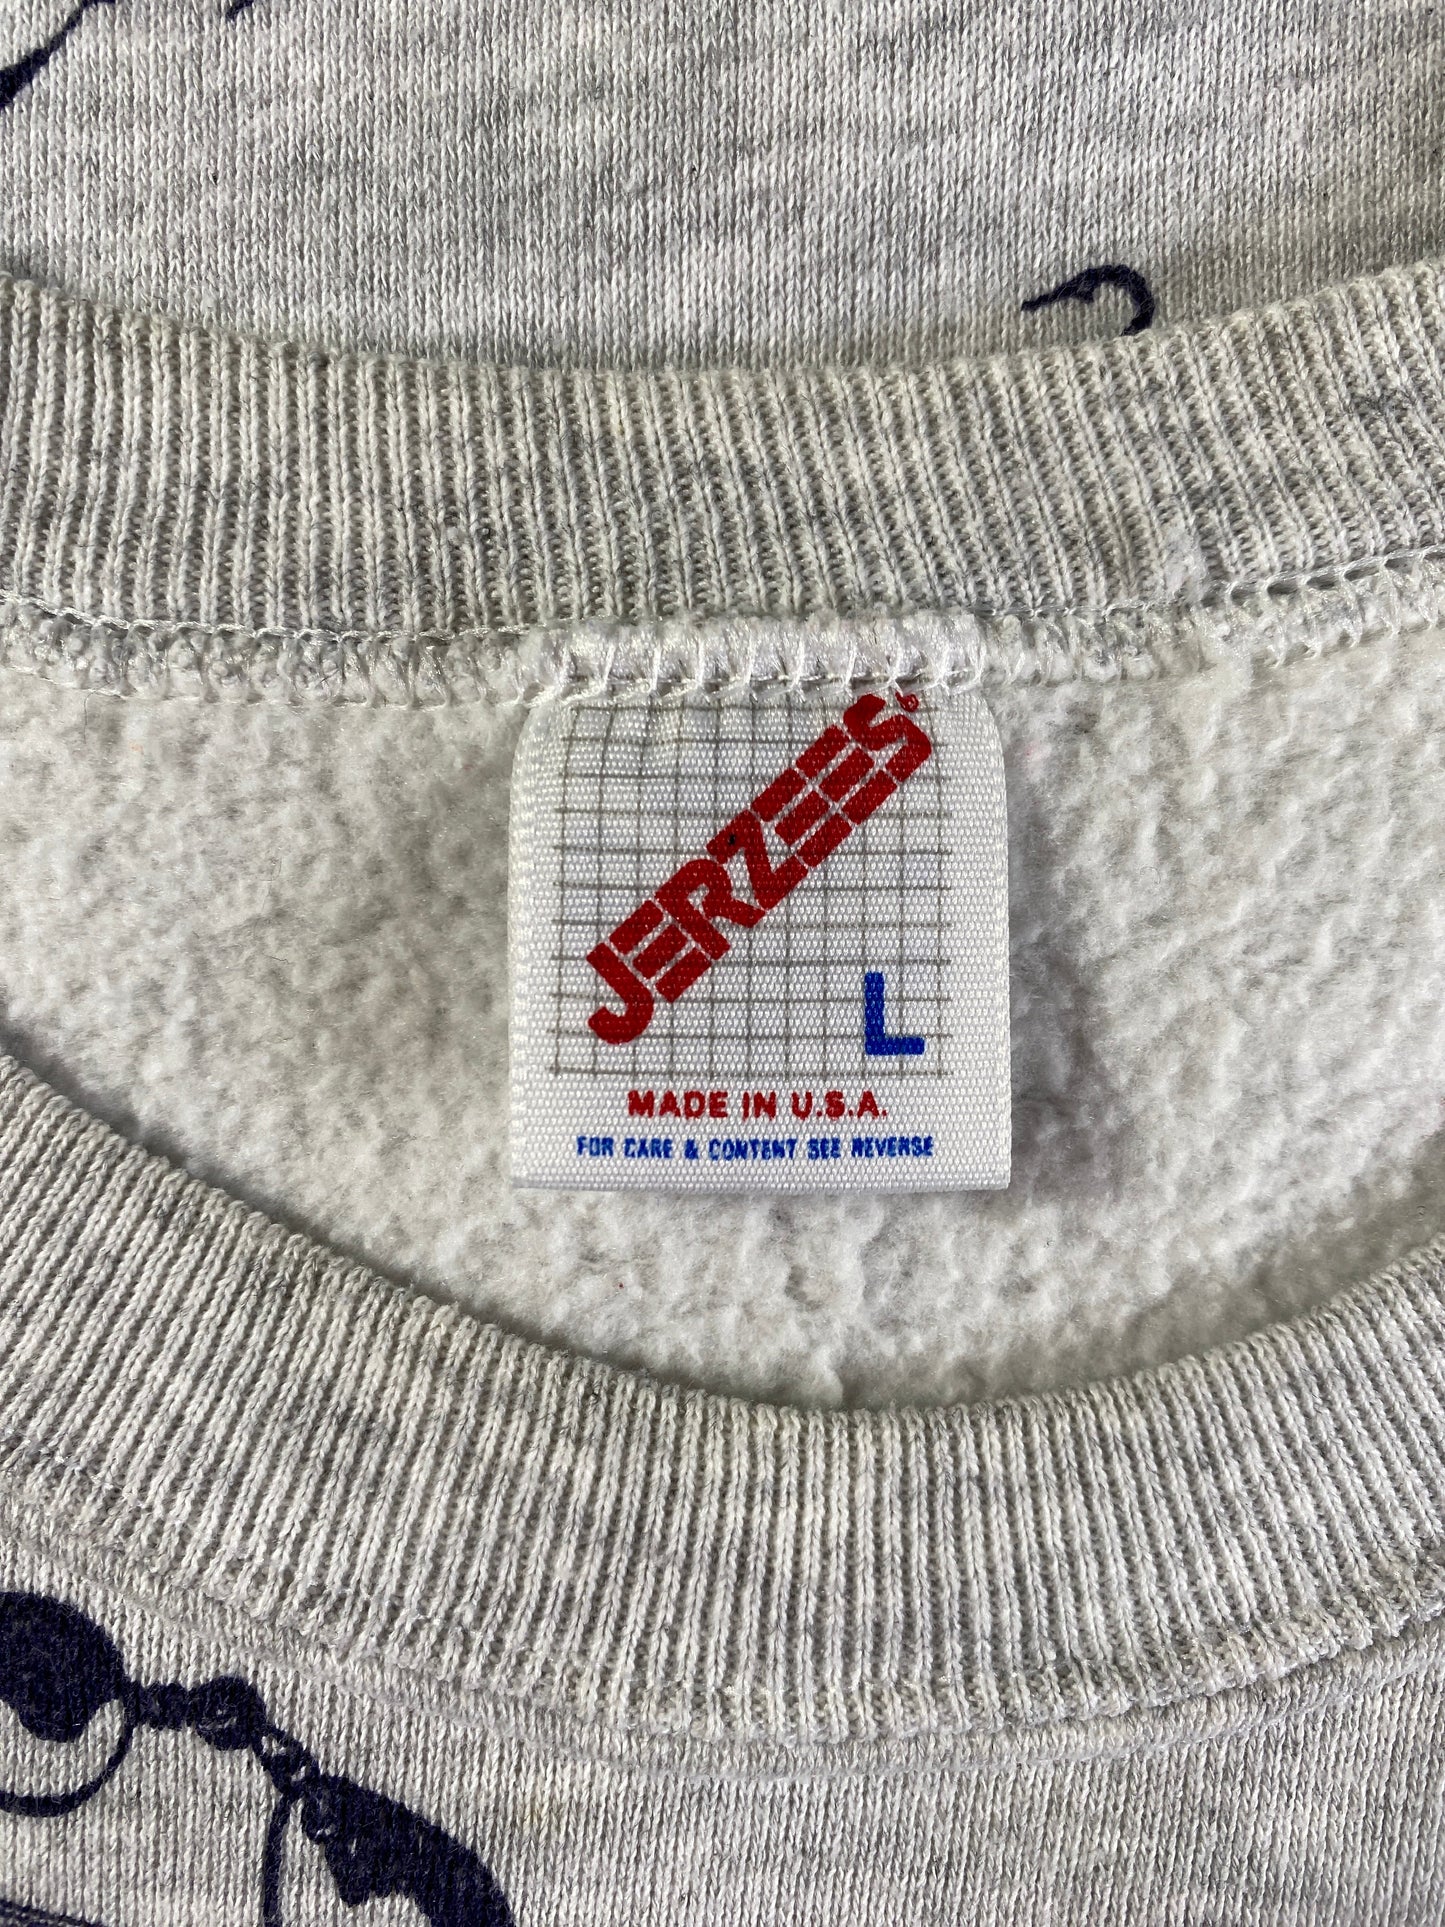 JERZEES®
L
MADE IN U.S.A.
FOR CARE & CONTENT SEE REVERSE